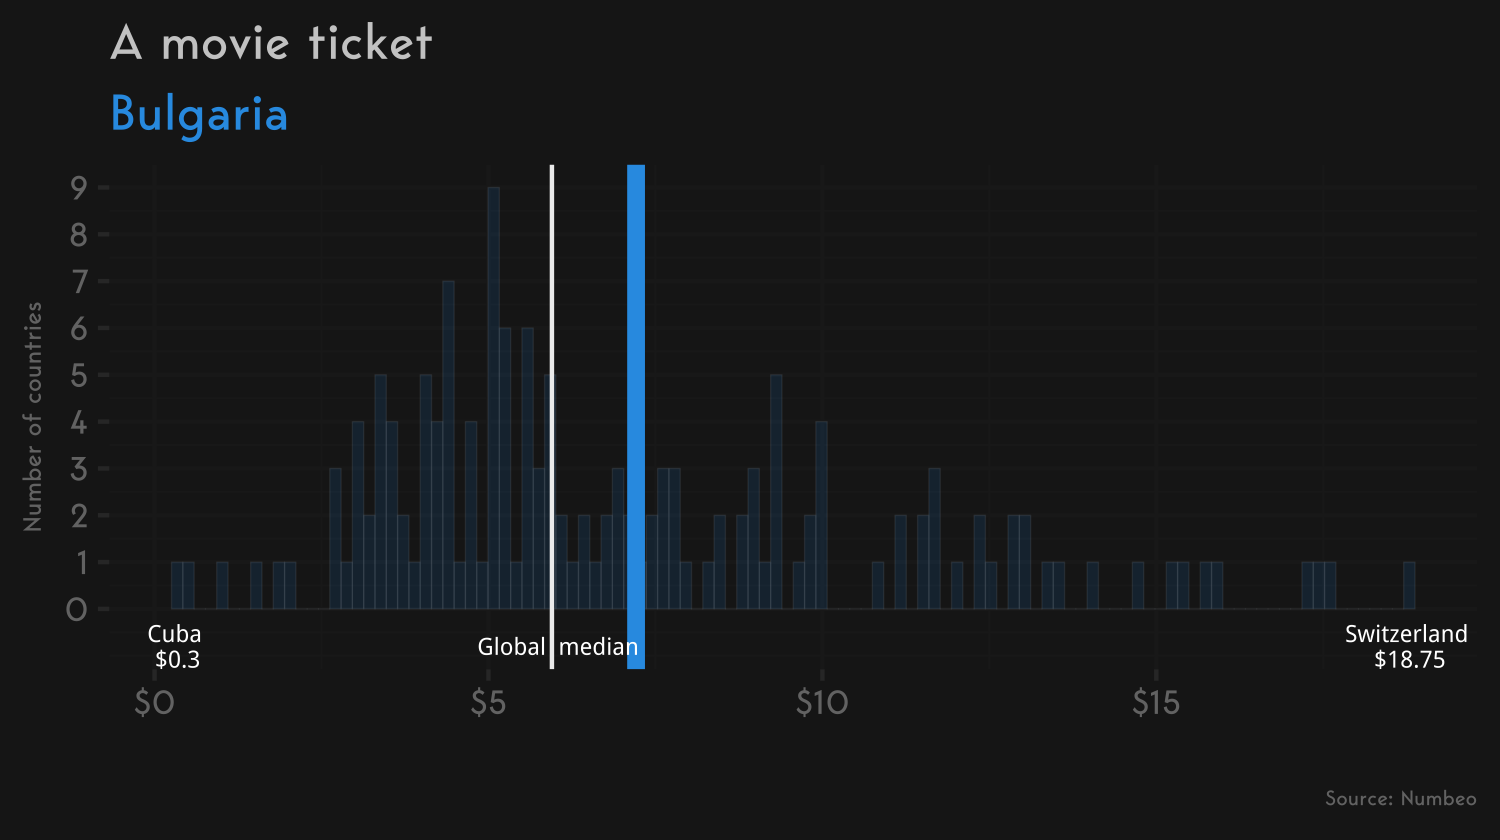 A movie ticket
Bulgaria
Number of countries
9
8
7
6
5
4
3
2
1
0
Cuba
$0.3
Global median
Switzerland
$18.75
$0
$5
$10
$15
Source: Numbeo